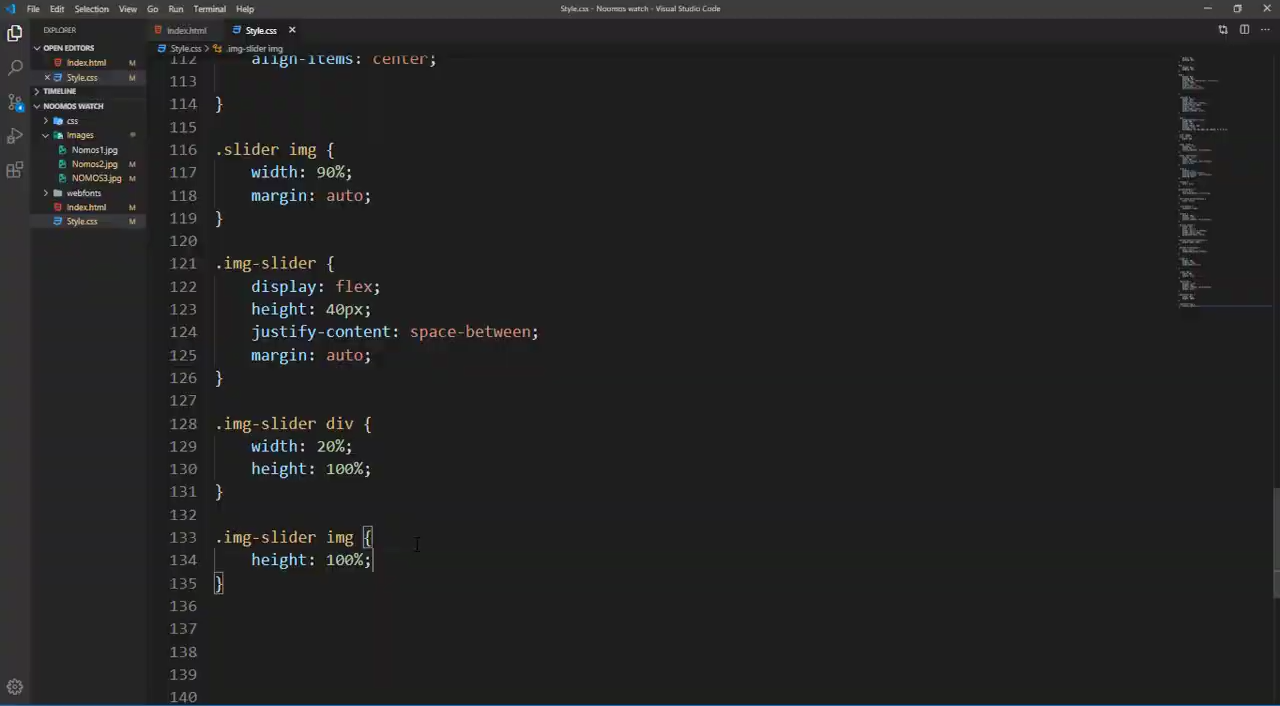 File Edit Selection View Go Run Terminal Help
Style.css - Noomos watch - Visual Studio Code
EXPLORER
OPEN EDITORS
Index.html M
Style.css M
TIMELINE
NOOMOS WATCH
css
Images
Nomos1.jpg
Nomos2.jpg M
NOMOS3.jpg M
webfonts
Index.html M
Style.css M
Index.html M
Style.css
Style.css > .img-slider img
112 align-items: center;
113
114 }
115
116 .slider img {
117 width: 90%;
118 margin: auto;
119 }
120
121 .img-slider {
122 display: flex;
123 height: 40px;
124 justify-content: space-between;
125 margin: auto;
126 }
127
128 .img-slider div {
129 width: 20%;
130 height: 100%;
131 }
132
133 .img-slider img {
134 height: 100%;
135 }
136
137
138
139
140